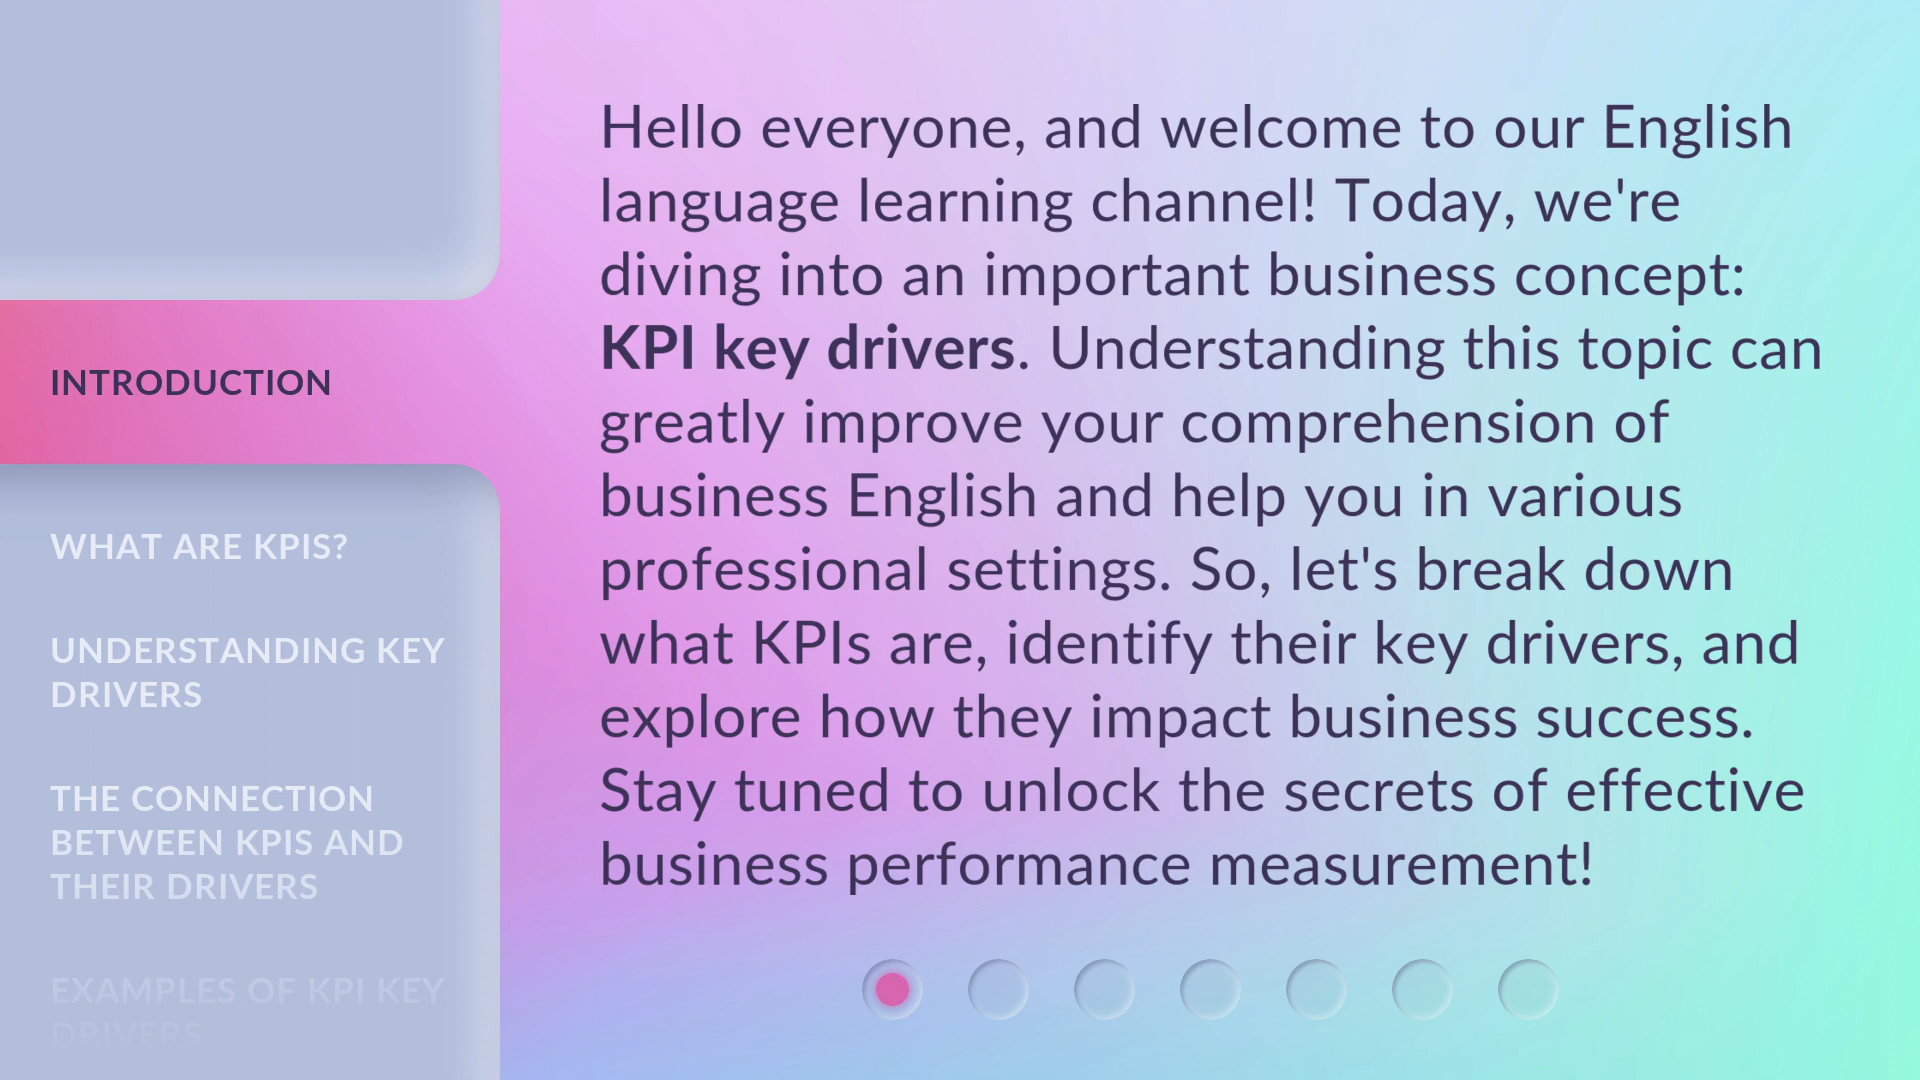 INTRODUCTION
WHAT ARE KPIS?
UNDERSTANDING KEY
DRIVERS
THE CONNECTION
BETWEEN KPIS AND
THEIR DRIVERS
EXAMPLES OF KPI KEY
DRIVERS
Hello everyone, and welcome to our English
language learning channel! Today, we're
diving into an important business concept:
KPI key drivers. Understanding this topic can
greatly improve your comprehension of
business English and help you in various
professional settings. So, let's break down
what KPIs are, identify their key drivers, and
explore how they impact business success.
Stay tuned to unlock the secrets of effective
business performance measurement!